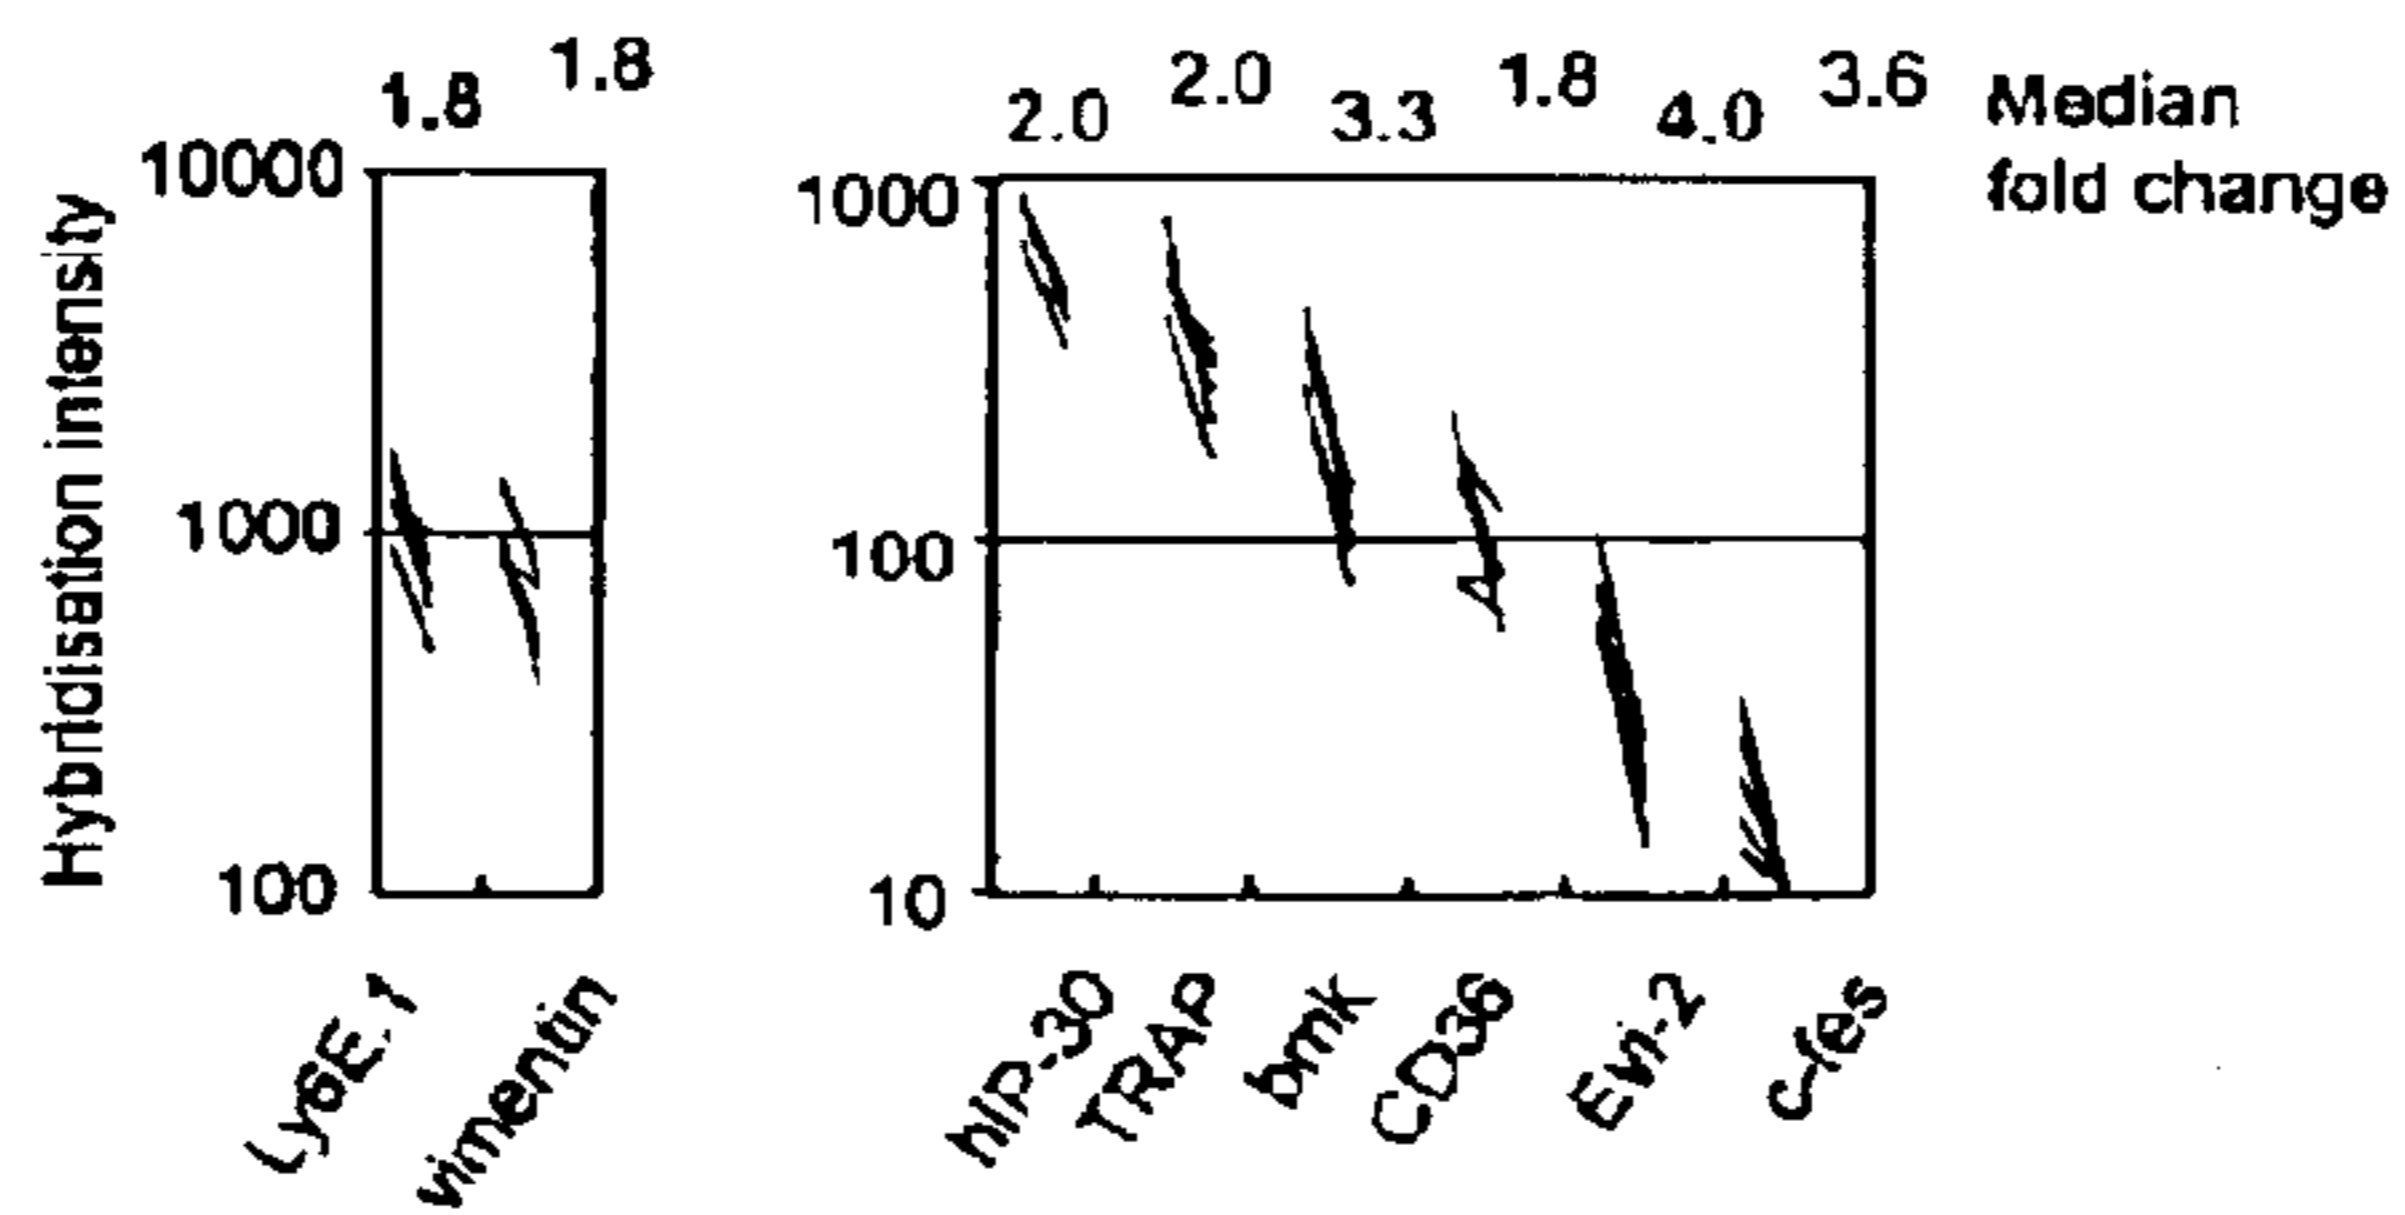 1.8 1.8
2.0 2.0 3.3 1.8 4.0 3.6 Median
fold change
Hybridisation intensity
10000
1000
100
1000
100
10
Ly6E.1
vimentin
nIP-30
TRAP
bmk
CD36
Evi-2
c-fes